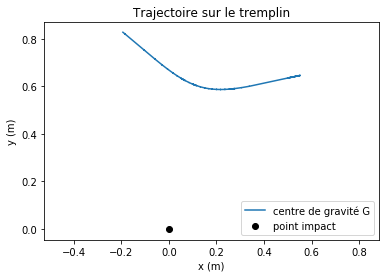 Trajectoire sur le tremplin
y (m)
0.8
0.6
0.4
0.2
0.0
centre de gravité G
point impact
−0.4
−0.2
0.0
0.2
0.4
0.6
0.8
x (m)